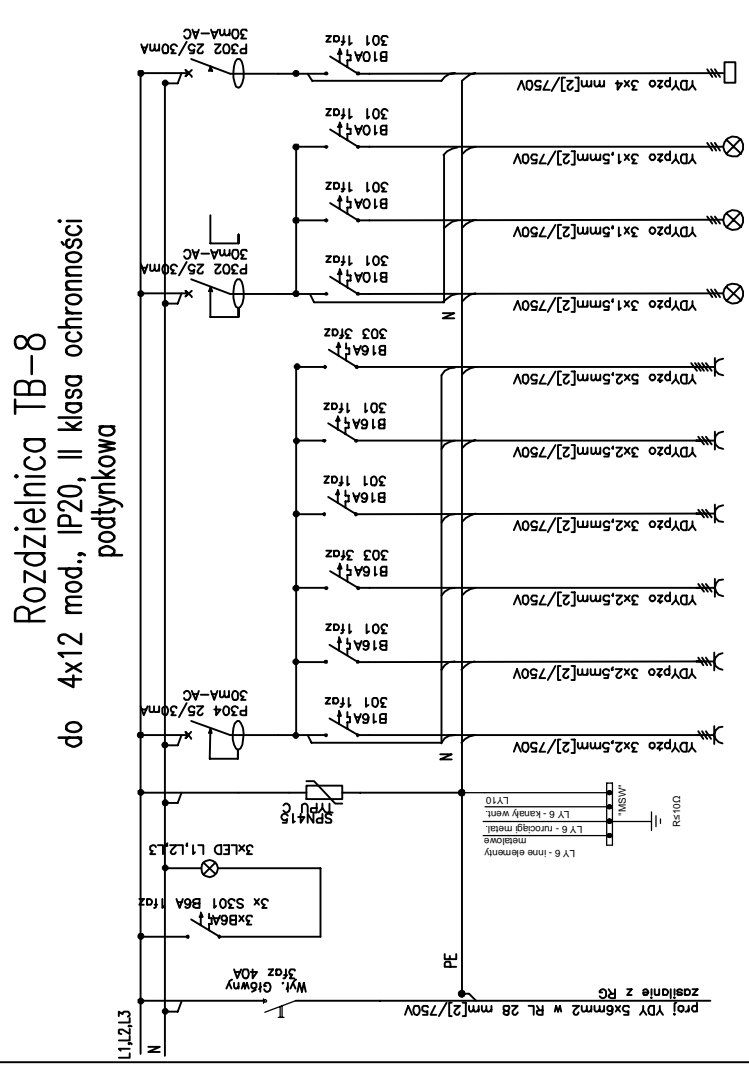 Rozdzielnica TB-8
do 4x12 mod., IP20, II klasa ochronności
podtynkowa
P302 25/30mA
30mA-AC
B10A
301 1faz
YDYpżo 3x4 mm[2]/750V
B10A
301 1faz
YDYpżo 3x1,5mm[2]/750V
B10A
301 1faz
YDYpżo 3x1,5mm[2]/750V
P302 25/30mA
30mA-AC
B10A
301 1faz
YDYpżo 3x1,5mm[2]/750V
N
B16A
303 3faz
YDYpżo 5x2,5mm[2]/750V
B16A
301 1faz
YDYpżo 3x2,5mm[2]/750V
B16A
301 1faz
YDYpżo 3x2,5mm[2]/750V
B16A
303 3faz
YDYpżo 3x2,5mm[2]/750V
B16A
301 1faz
YDYpżo 3x2,5mm[2]/750V
P304 25/30mA
30mA-AC
B16A
301 1faz
YDYpżo 3x2,5mm[2]/750V
N
SPN415
TYPU C
LY10
LY 6 - kanały went.
LY 6 - rurociągi metal.
LY 6 - inne elementy
metalowe
"MSW"
R≤10Ω
3xLED L1,L2,L3
3xB6A
3x S301 B6A 1faz
PE
Wył. Główny
3faz 40A
proj YDY 5x6mm2 w RL 28 mm[2]/750V
zasilanie z RG
L1,L2,L3
N